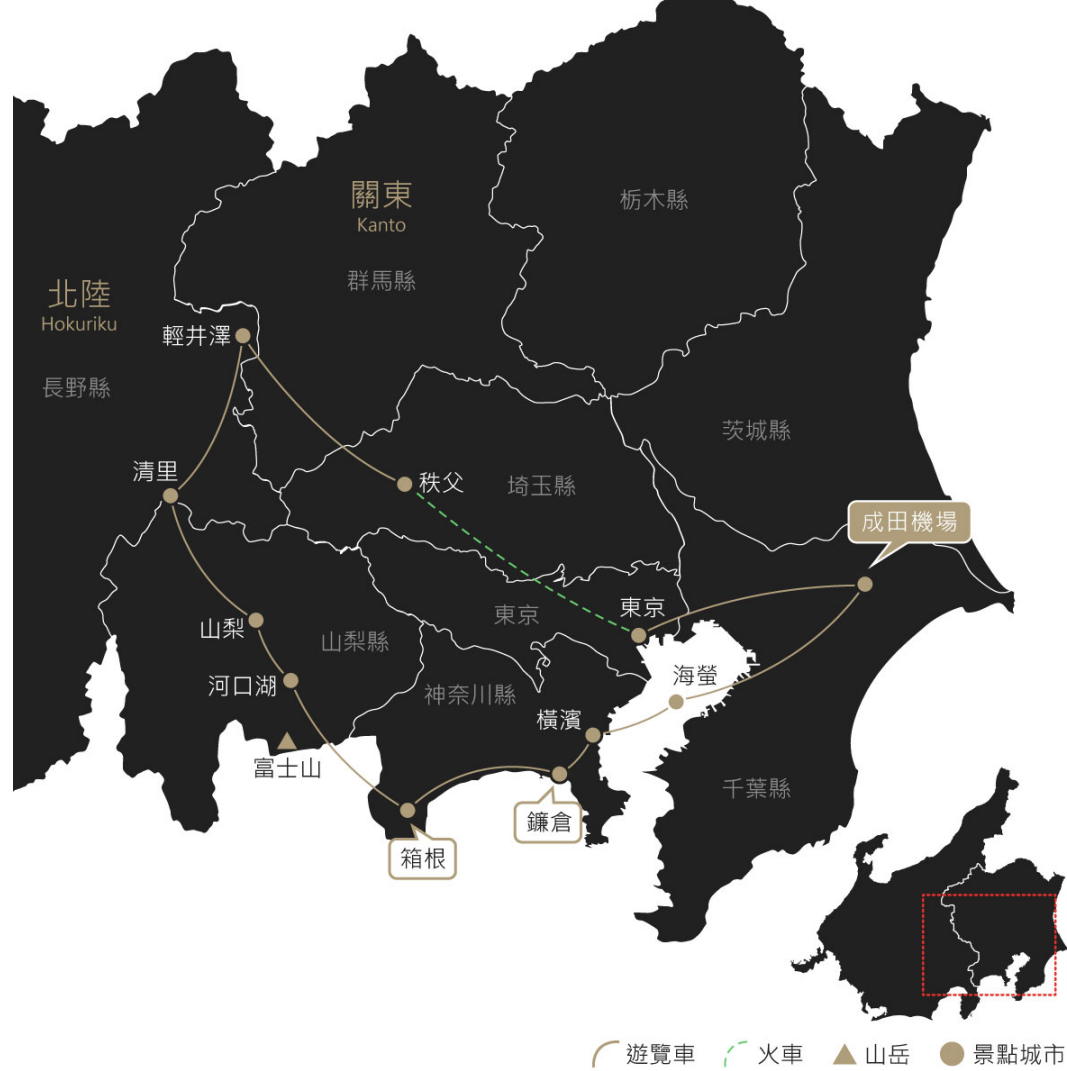 關東
Kanto
栃木縣
群馬縣
北陸
Hokuriku
輕井澤
長野縣
茨城縣
清里
秩父
埼玉縣
成田機場
東京
東京
山梨
山梨縣
河口湖
神奈川縣
海螢
橫濱
富士山
千葉縣
鐮倉
箱根
遊覽車
火車
山岳
景點城市